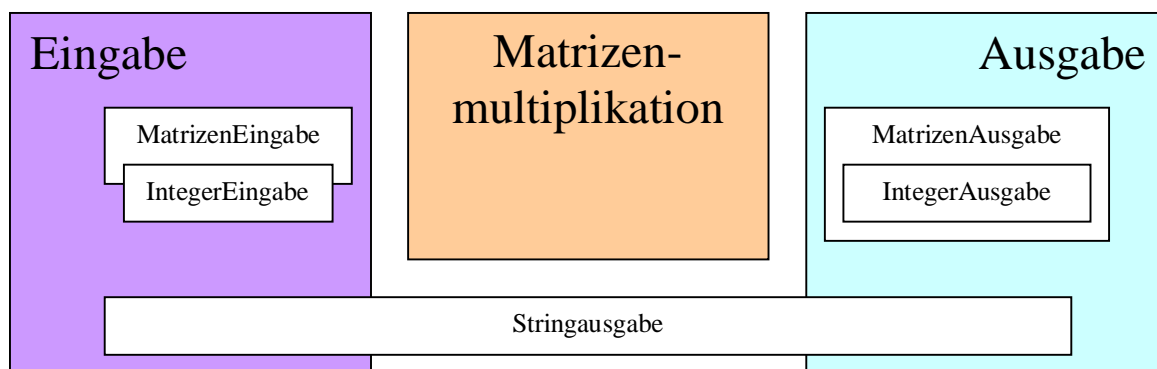 Eingabe
MatrizenEingabe
IntegerEingabe
Matrizen-
multiplikation
Ausgabe
MatrizenAusgabe
IntegerAusgabe
Stringausgabe